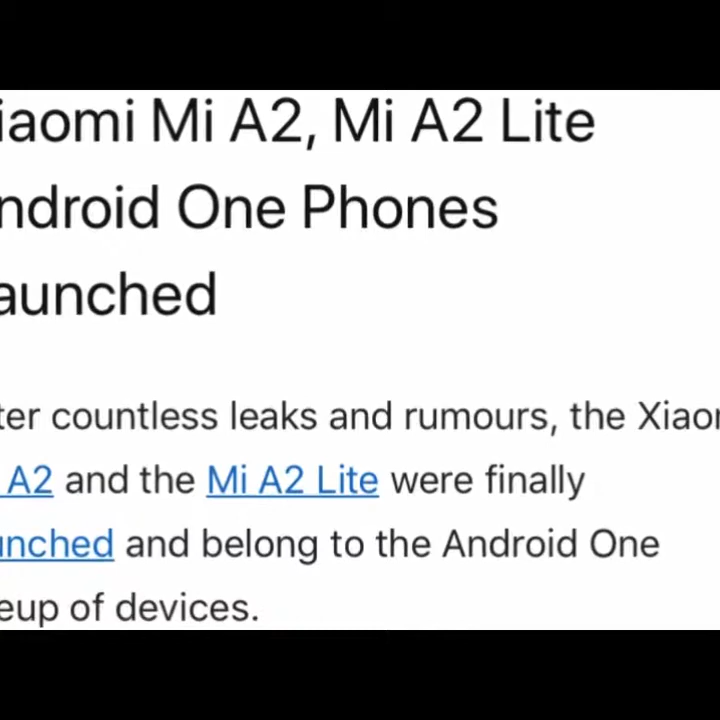 iaomi Mi A2, Mi A2 Lite
ndroid One Phones
aunched
ter countless leaks and rumours, the Xiaor
A2 and the Mi A2 Lite were finally
unched and belong to the Android One
eup of devices.